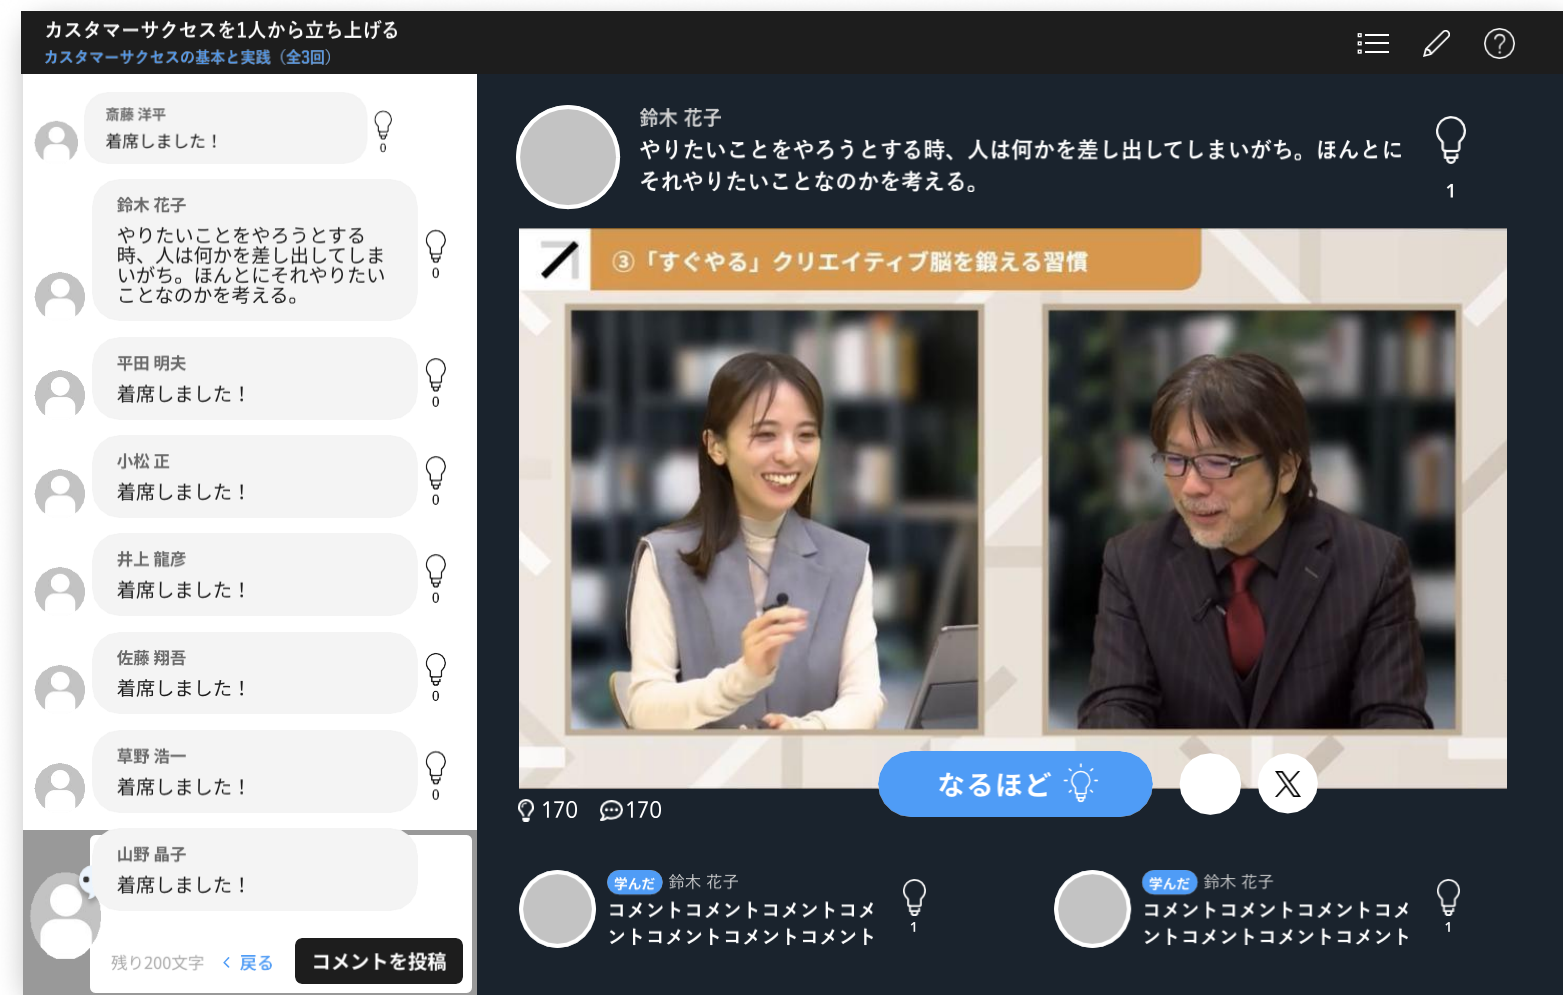 カスタマーサクセスを1人から立ち上げる
カスタマーサクセスの基本と実践（全3回）
斎藤 洋平
着席しました！
0
鈴木 花子
やりたいことをやろうとする
時、人は何かを差し出してしま
いがち。ほんとにそれやりたい
ことなのかを考える。
0
平田 明夫
着席しました！
0
小松 正
着席しました！
0
井上 龍彦
着席しました！
0
佐藤 翔吾
着席しました！
0
草野 浩一
着席しました！
0
山野 晶子
着席しました！
残り200文字
戻る
コメントを投稿
鈴木 花子
やりたいことをやろうとする時、人は何かを差し出してしまいがち。ほんとに
それやりたいことなのかを考える。
1
③「すぐやる」クリエイティブ脳を鍛える習慣
なるほど
170
170
学んだ 鈴木 花子
コメントコメントコメントコメ
ントコメントコメントコメント
1
学んだ 鈴木 花子
コメントコメントコメントコメ
ントコメントコメントコメント
1